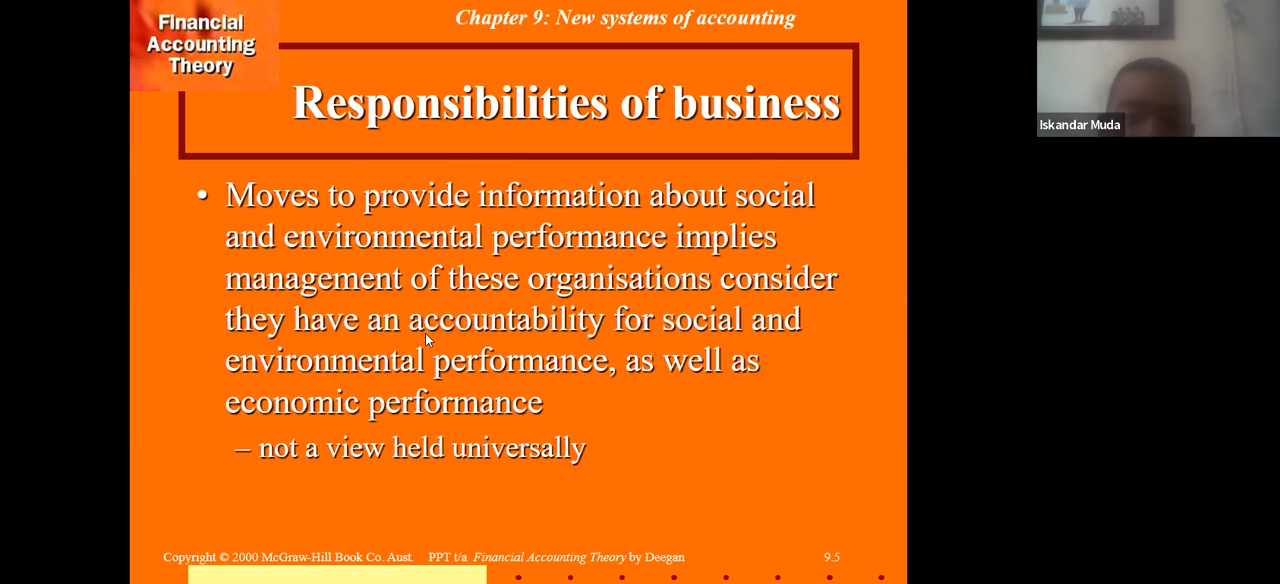 Financial
Accounting
Theory
Chapter 9: New systems of accounting
Responsibilities of business
• Moves to provide information about social
and environmental performance implies
management of these organisations consider
they have an accountability for social and
environmental performance, as well as
economic performance
– not a view held universally
Copyright © 2000 McGraw-Hill Book Co. Aust. PPT t/a Financial Accounting Theory by Deegan 9.5
Iskandar Muda